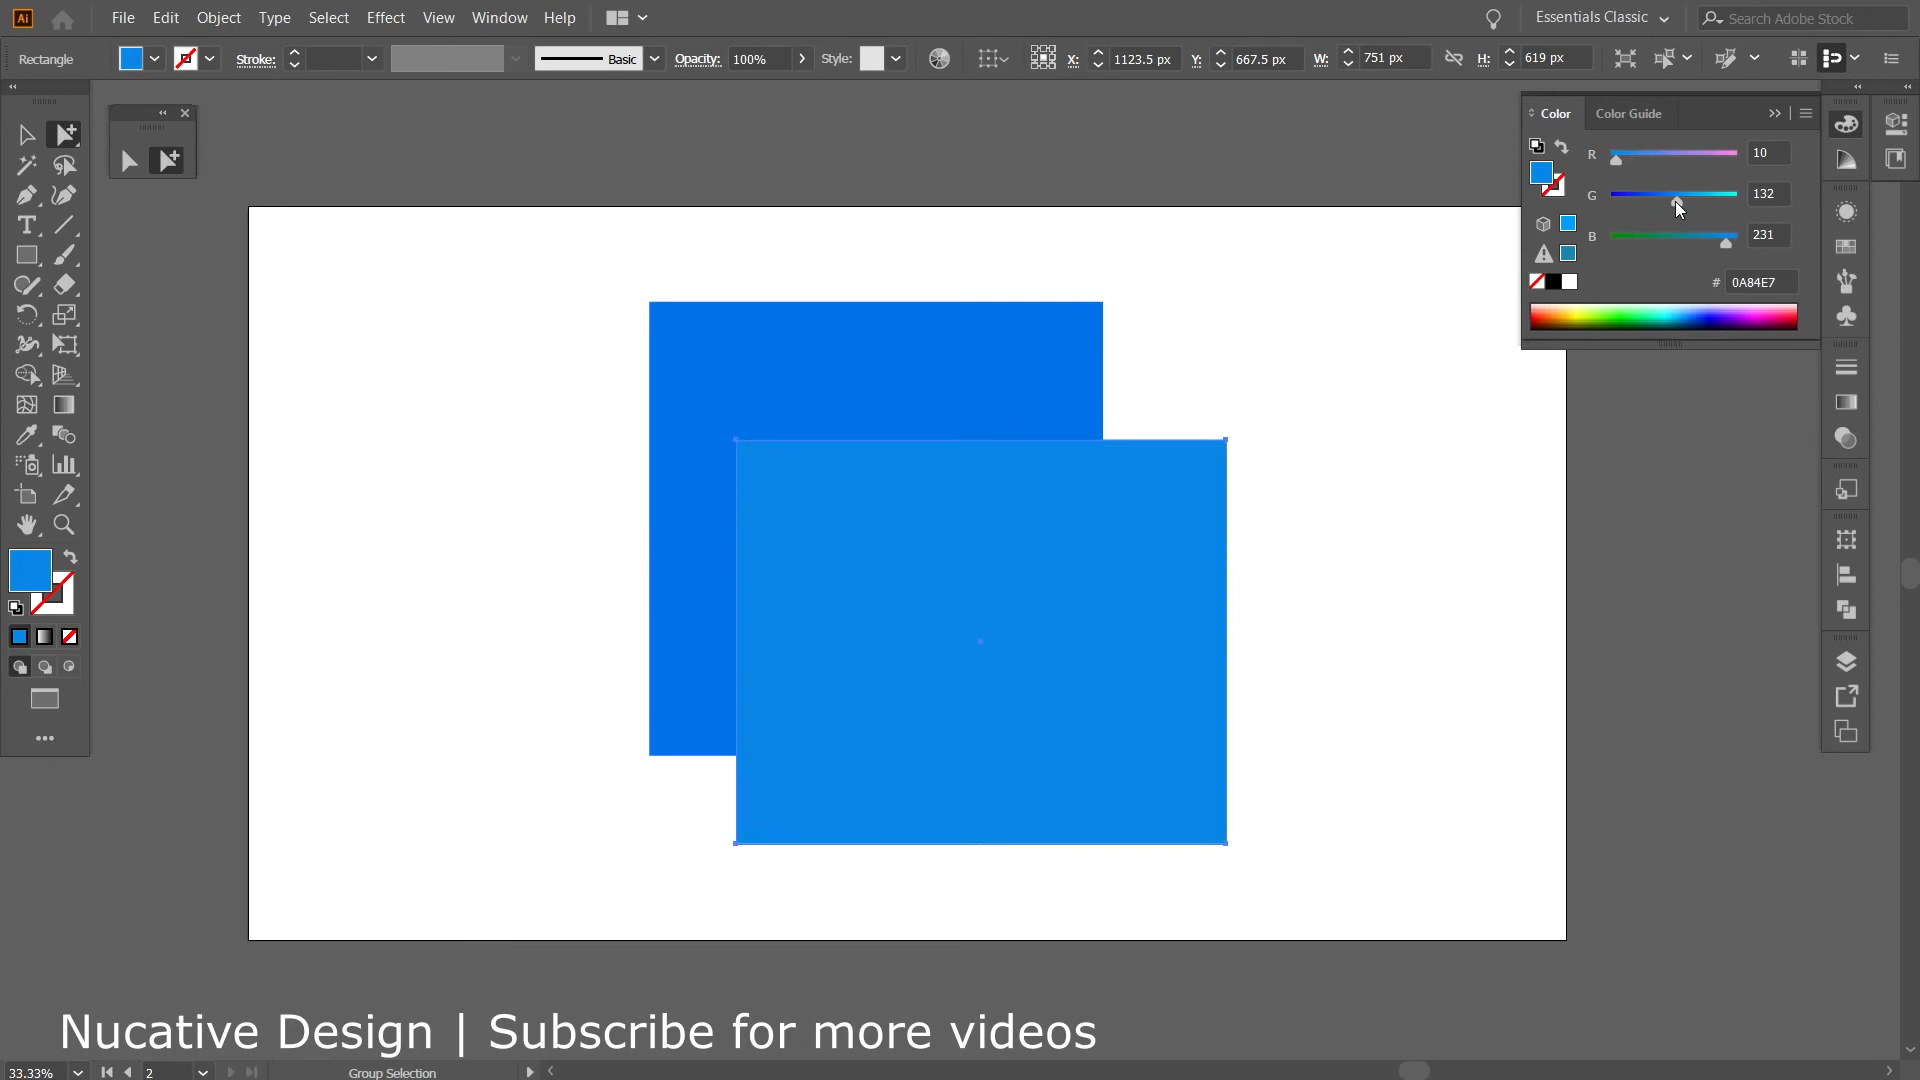 Ai File Edit Object Type Select Effect View Window Help Essentials Classic Search Adobe Stock
Rectangle Stroke: Basic Opacity: 100% Style: X: 1123.5 px Y: 667.5 px W: 751 px H: 619 px
Color Color Guide
R 10
G 132
B 231
# 0A84E7
Nucative Design | Subscribe for more videos
33.33% 2 Group Selection